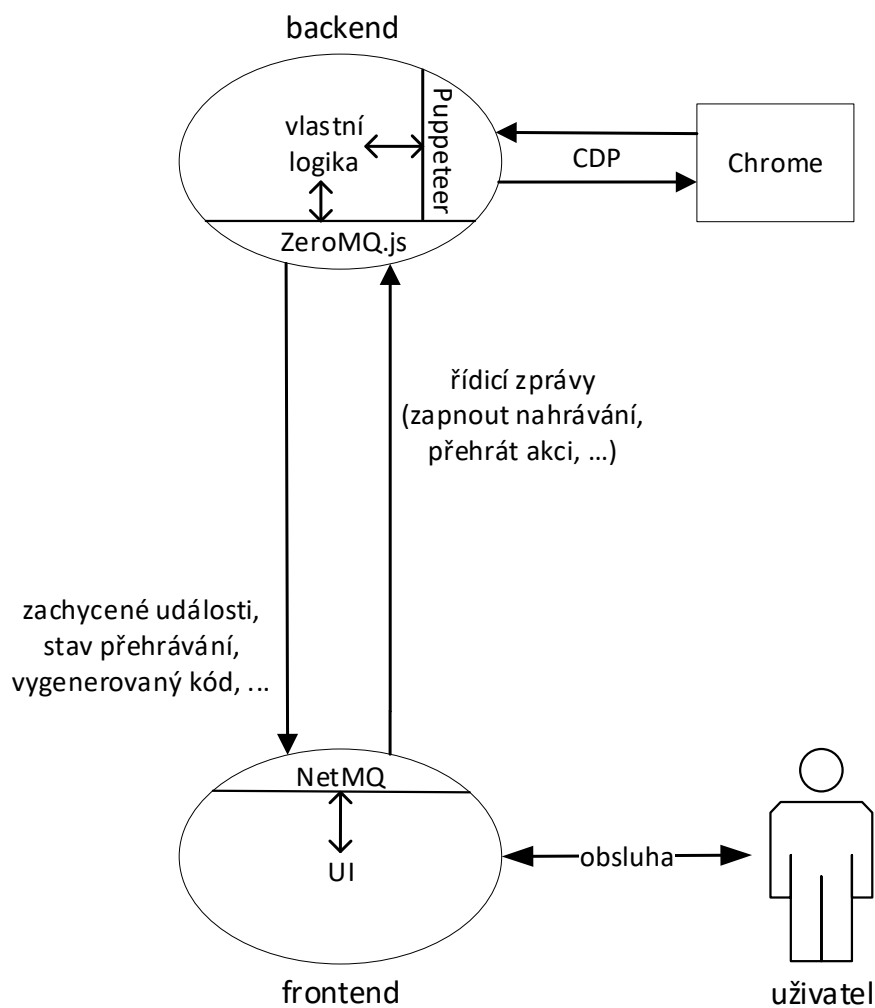 backend
vlastní
logika
Puppeteer
ZeroMQ.js
CDP
Chrome
řídicí zprávy
(zapnout nahrávání,
přehrát akci, …)
zachycené události,
stav přehrávání,
vygenerovaný kód, ...
NetMQ
UI
obsluha
frontend
uživatel